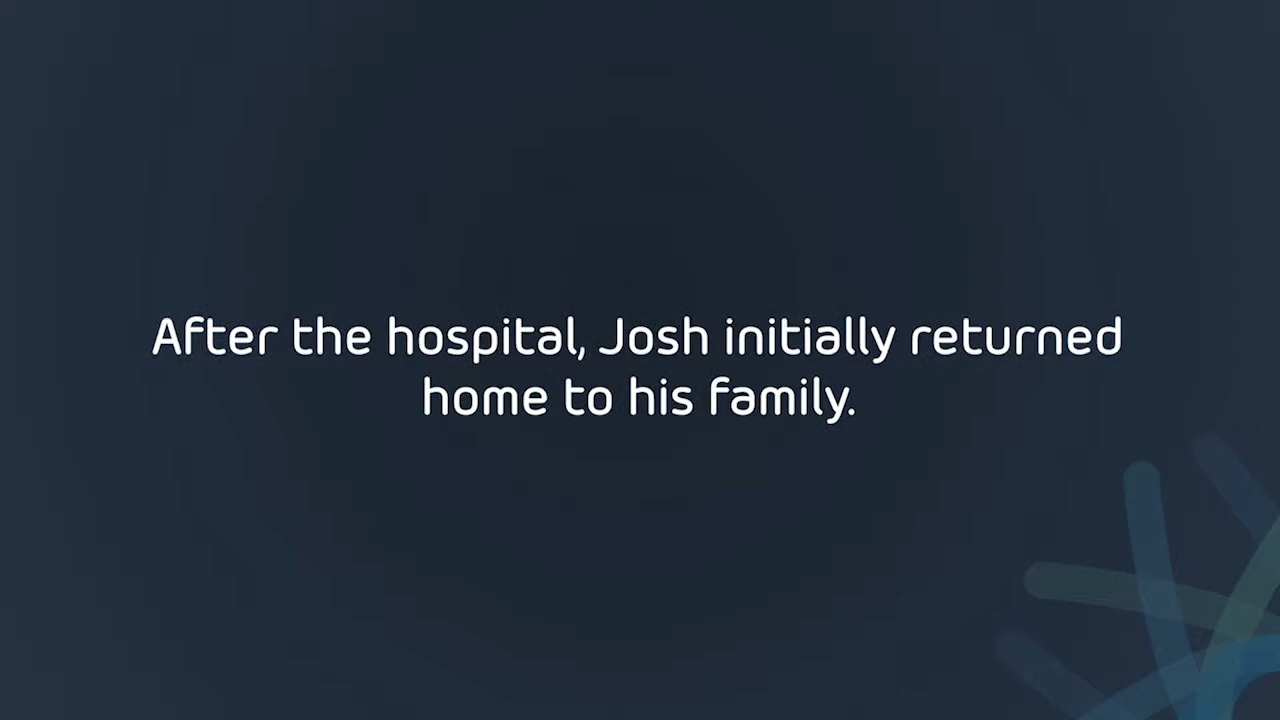 After the hospital, Josh initially returned
home to his family.